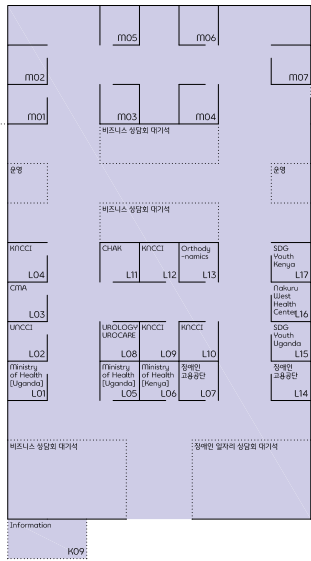 M05
M06
M02
M07
M01
M03
M04
비즈니스 상담회 대기석
운영
운영
비즈니스 상담회 대기석
KNCCI
L04
CHAK
L11
KNCCI
L12
Orthody
-namics
L13
SDG
Youth
Kenya
L17
CMA
L03
Nakuru
West
Health
Center
L16
UNCCI
L02
UROLOGY
UROCARE
L08
KNCCI
L09
KNCCI
L10
SDG
Youth
Uganda
L15
Ministry
of Health
[Uganda]
L01
Ministry
of Health
[Uganda]
L05
Ministry
of Health
[Kenya]
L06
장애인
고용공단
L07
장애인
고용공단
L14
비즈니스 상담회 대기석
장애인 일자리 상담회 대기석
Information
K09